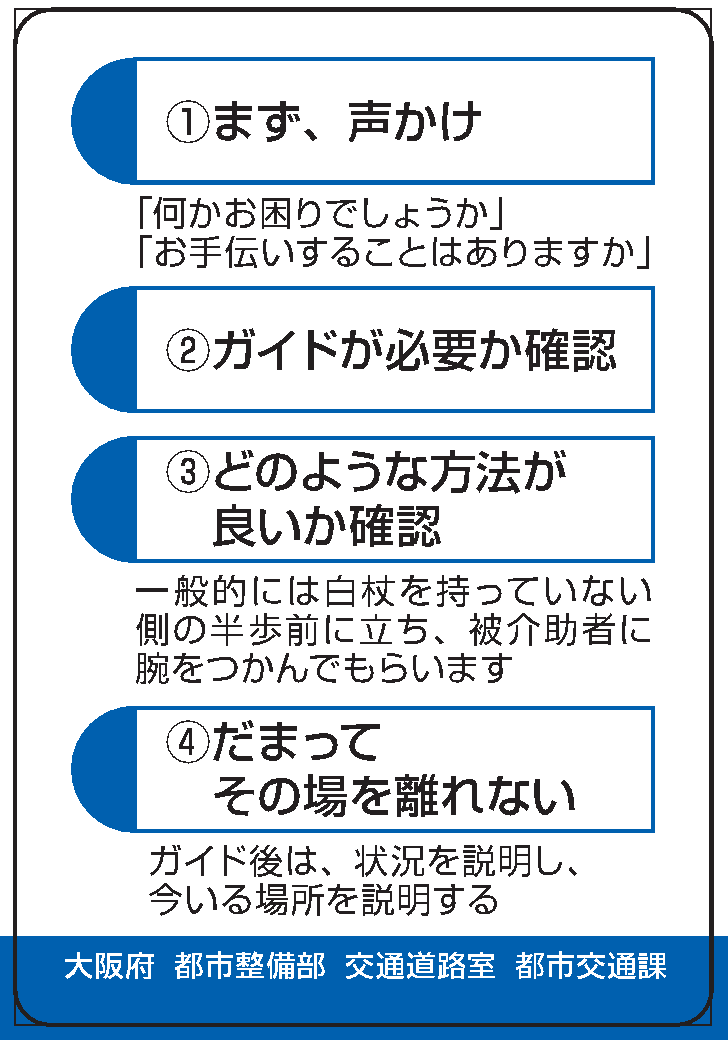 ①まず、声かけ
「何かお困りでしょうか」
「お手伝いすることはありますか」
②ガイドが必要か確認
③どのような方法が
良いか確認
一般的には白杖を持っていない
側の半歩前に立ち、被介助者に
腕をつかんでもらいます
④だまって
その場を離れない
ガイド後は、状況を説明し、
今いる場所を説明する
大阪府 都市整備部 交通道路室 都市交通課